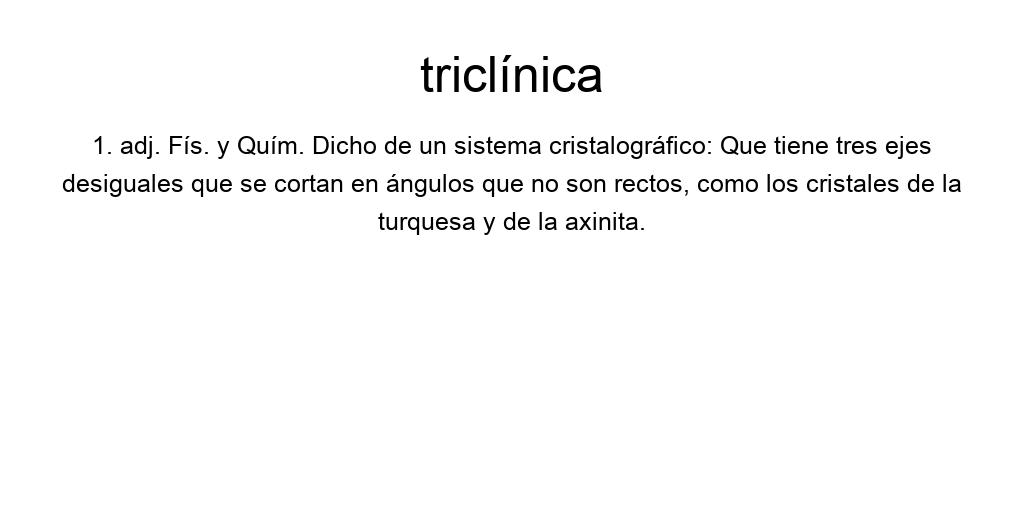 triclínica
1. adj. Fís. y Quím. Dicho de un sistema cristalográfico: Que tiene tres ejes
desiguales que se cortan en ángulos que no son rectos, como los cristales de la
turquesa y de la axinita.